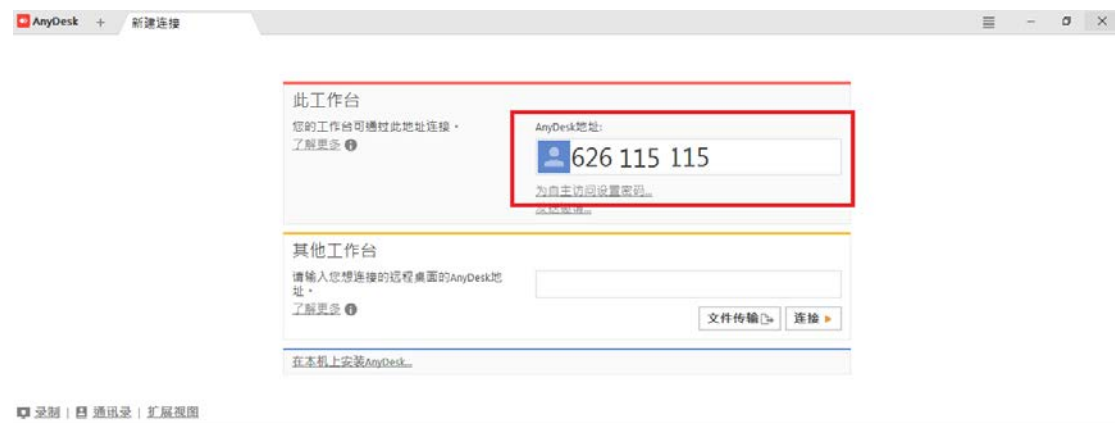 AnyDesk + 新建连接
此工作台
您的工作台可通过此地址连接。
了解更多
AnyDesk地址:
626 115 115
为自主访问设置密码...
发送邀请...
其他工作台
请输入您想连接的远程桌面的AnyDesk地
址。
了解更多
文件传输 连接
在本机上安装AnyDesk...
录制 | 通讯录 | 扩展视图